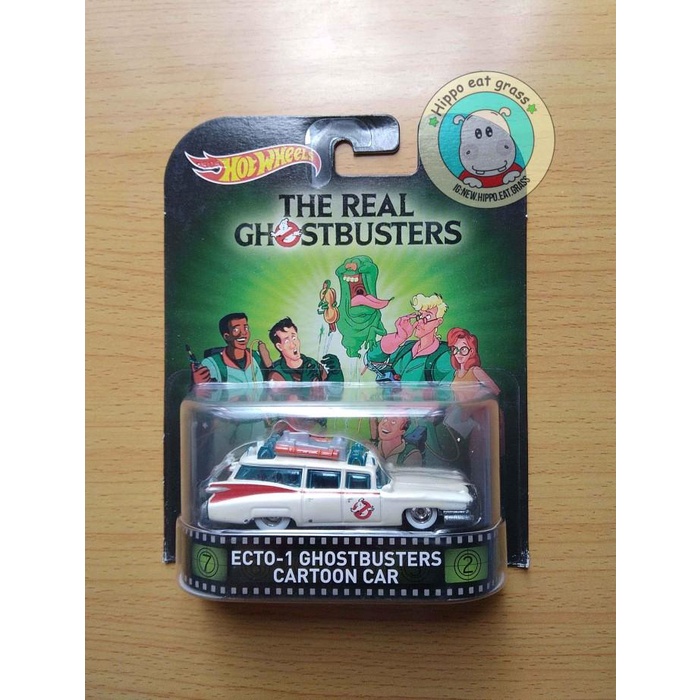 Hippo eat grass
IG:NEW.HIPPO.EAT.GRASS
HOT WHEELS
THE REAL
GHOSTBUSTERS
ECTO-1 GHOSTBUSTERS
CARTOON CAR
7
2